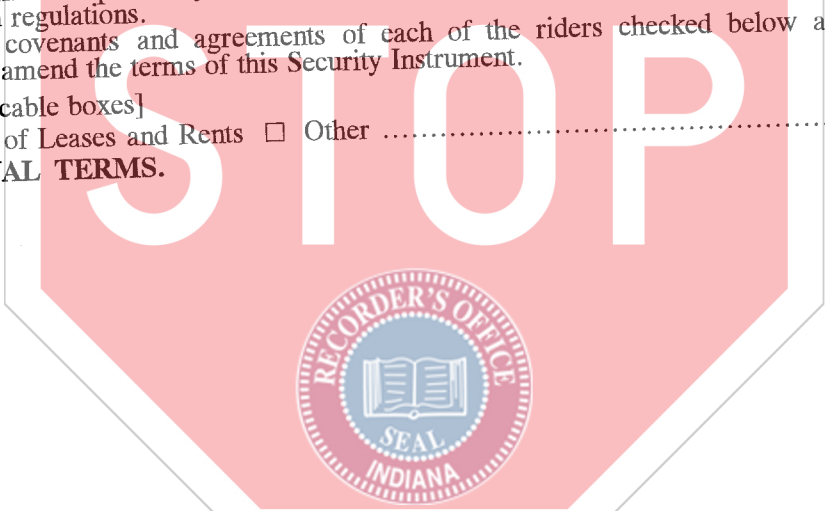 regulations.
covenants and agreements of each of the riders checked below a
amend the terms of this Security Instrument.
cable boxes]
of Leases and Rents ☐ Other ........................................................
AL TERMS.
STOP
RECORDER'S OFFICE
SEAL
INDIANA